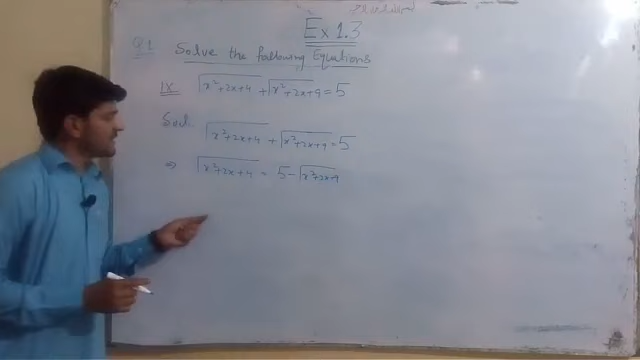 Ex 1.3
Q1 Solve the following Equations
IX √x²+2x+4 + √x²+2x+9 = 5
Sol:
√x²+2x+4 + √x²+2x+9 = 5
⇒ √x²+2x+4 = 5 - √x²+2x+9